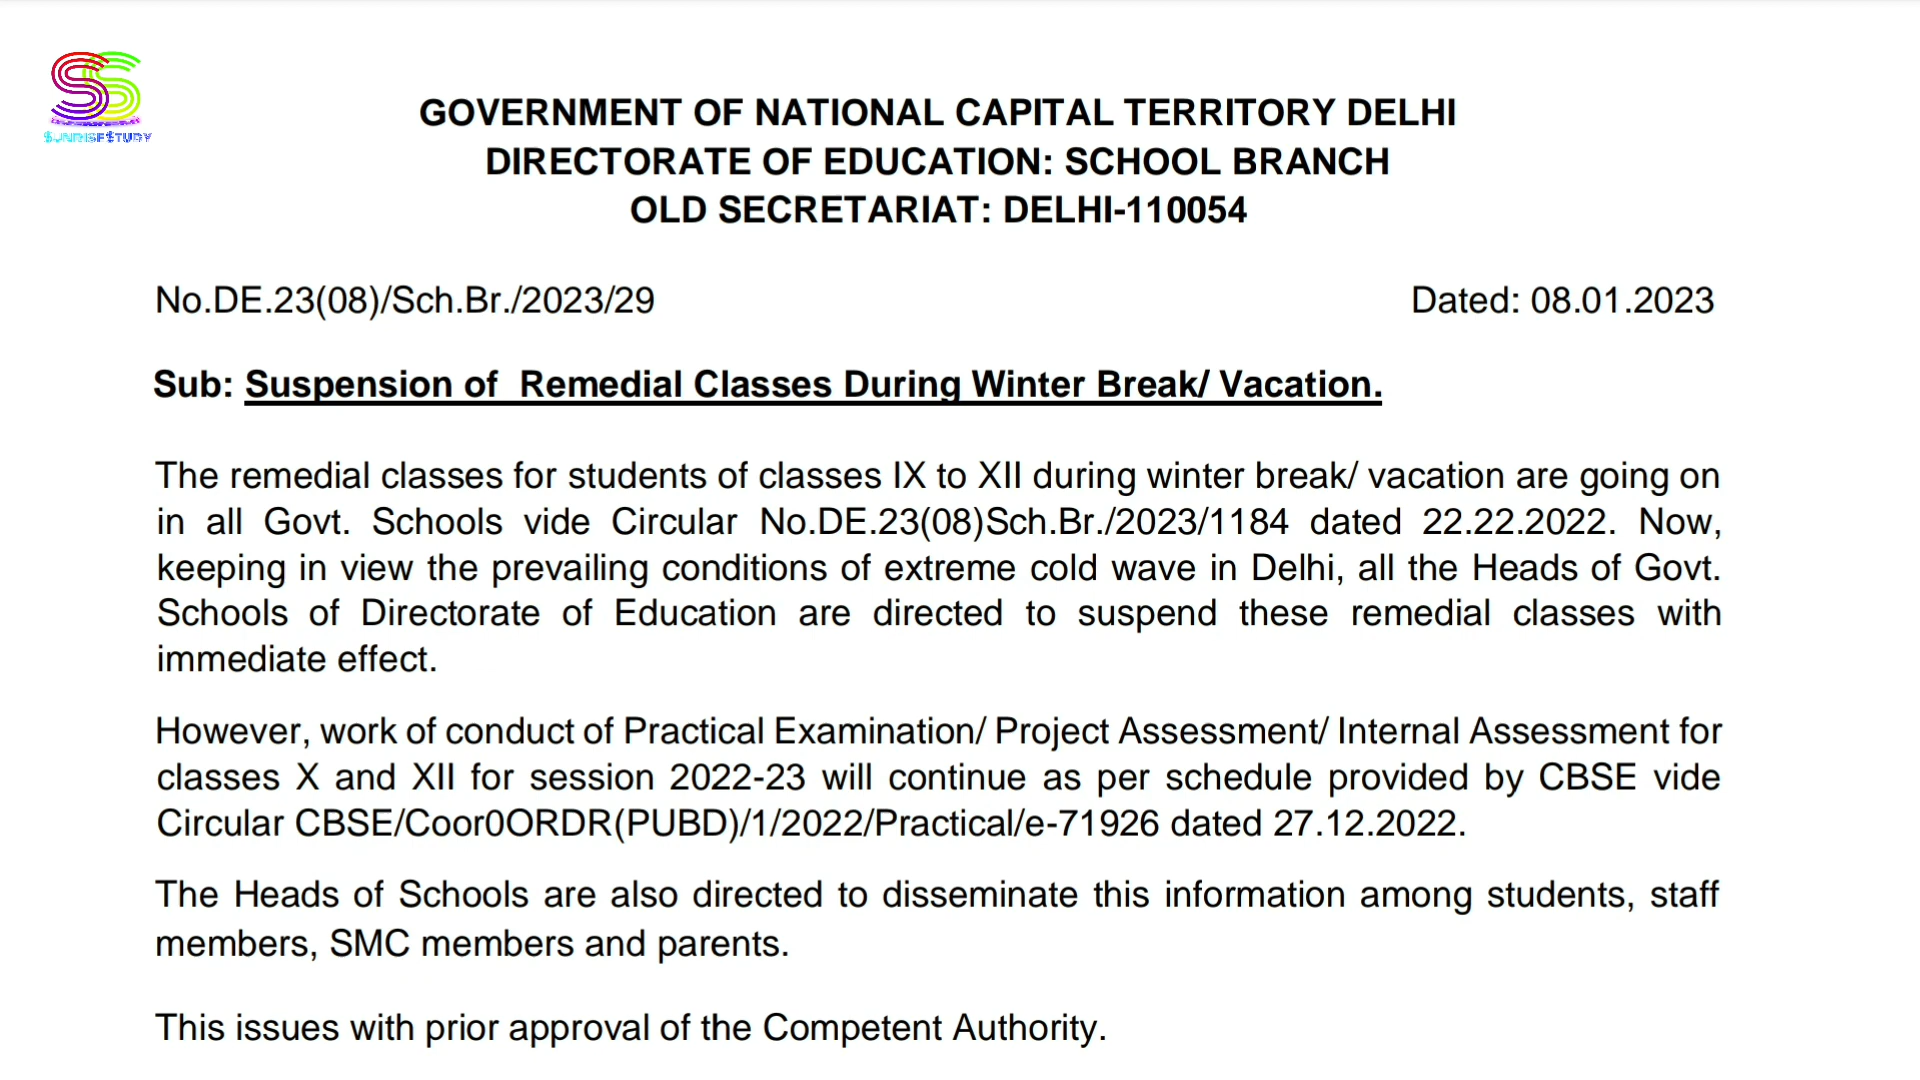 SS
SUNRISESTUDY
GOVERNMENT OF NATIONAL CAPITAL TERRITORY DELHI
DIRECTORATE OF EDUCATION: SCHOOL BRANCH
OLD SECRETARIAT: DELHI-110054
No.DE.23(08)/Sch.Br./2023/29 Dated: 08.01.2023
Sub: Suspension of Remedial Classes During Winter Break/ Vacation.
The remedial classes for students of classes IX to XII during winter break/ vacation are going on
in all Govt. Schools vide Circular No.DE.23(08)Sch.Br./2023/1184 dated 22.22.2022. Now,
keeping in view the prevailing conditions of extreme cold wave in Delhi, all the Heads of Govt.
Schools of Directorate of Education are directed to suspend these remedial classes with
immediate effect.
However, work of conduct of Practical Examination/ Project Assessment/ Internal Assessment for
classes X and XII for session 2022-23 will continue as per schedule provided by CBSE vide
Circular CBSE/Coor0ORDR(PUBD)/1/2022/Practical/e-71926 dated 27.12.2022.
The Heads of Schools are also directed to disseminate this information among students, staff
members, SMC members and parents.
This issues with prior approval of the Competent Authority.